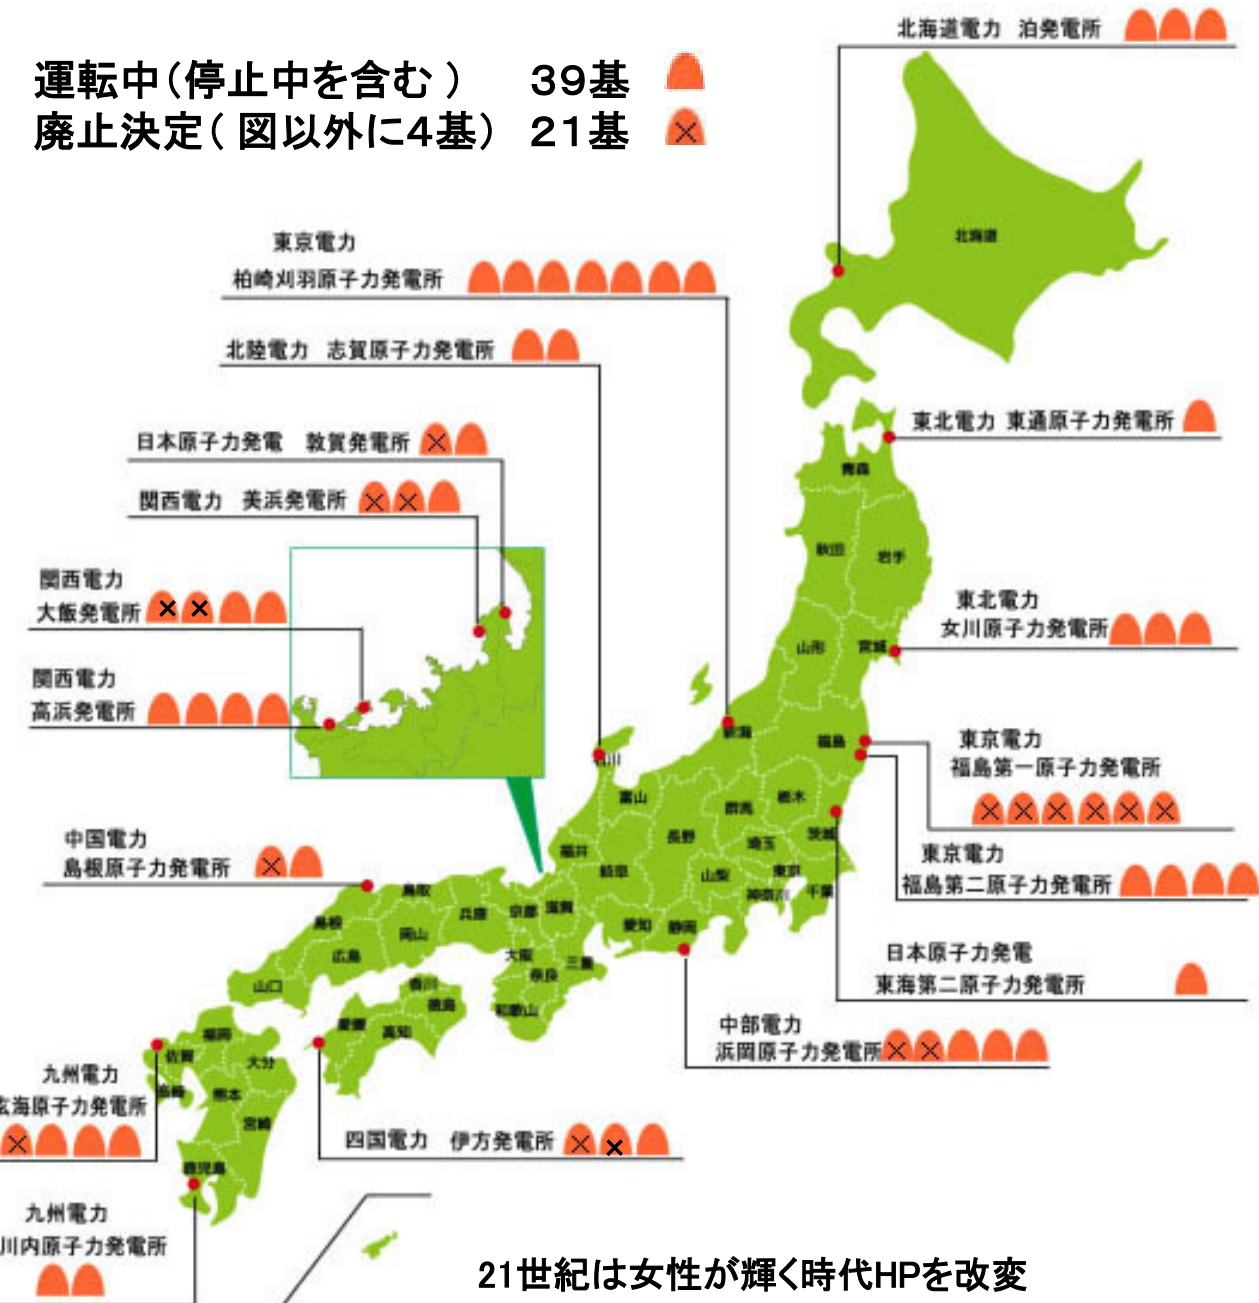 運転中（停止中を含む ）　39基
廃止決定（ 図以外に4基） 21基
北海道電力　泊発電所
北海道
東京電力
柏崎刈羽原子力発電所
北陸電力　志賀原子力発電所
日本原子力発電　敦賀発電所
関西電力　美浜発電所
関西電力
大飯発電所
関西電力
高浜発電所
東北電力 東通原子力発電所
青森
秋田
岩手
東北電力
女川原子力発電所
山形
宮城
新潟
福島
東京電力
福島第一原子力発電所
石川
富山
群馬
栃木
長野
埼玉
茨城
福井
岐阜
山梨
東京
神奈川
千葉
東京電力
福島第二原子力発電所
中国電力
島根原子力発電所
鳥取
兵庫
京都
滋賀
愛知
静岡
島根
岡山
広島
大阪
奈良
三重
和歌山
山口
香川
徳島
愛媛
高知
日本原子力発電
東海第二原子力発電所
中部電力
浜岡原子力発電所
福岡
佐賀
大分
長崎
熊本
宮崎
鹿児島
九州電力
玄海原子力発電所
四国電力　伊方発電所
九州電力
川内原子力発電所
21世紀は女性が輝く時代HPを改変